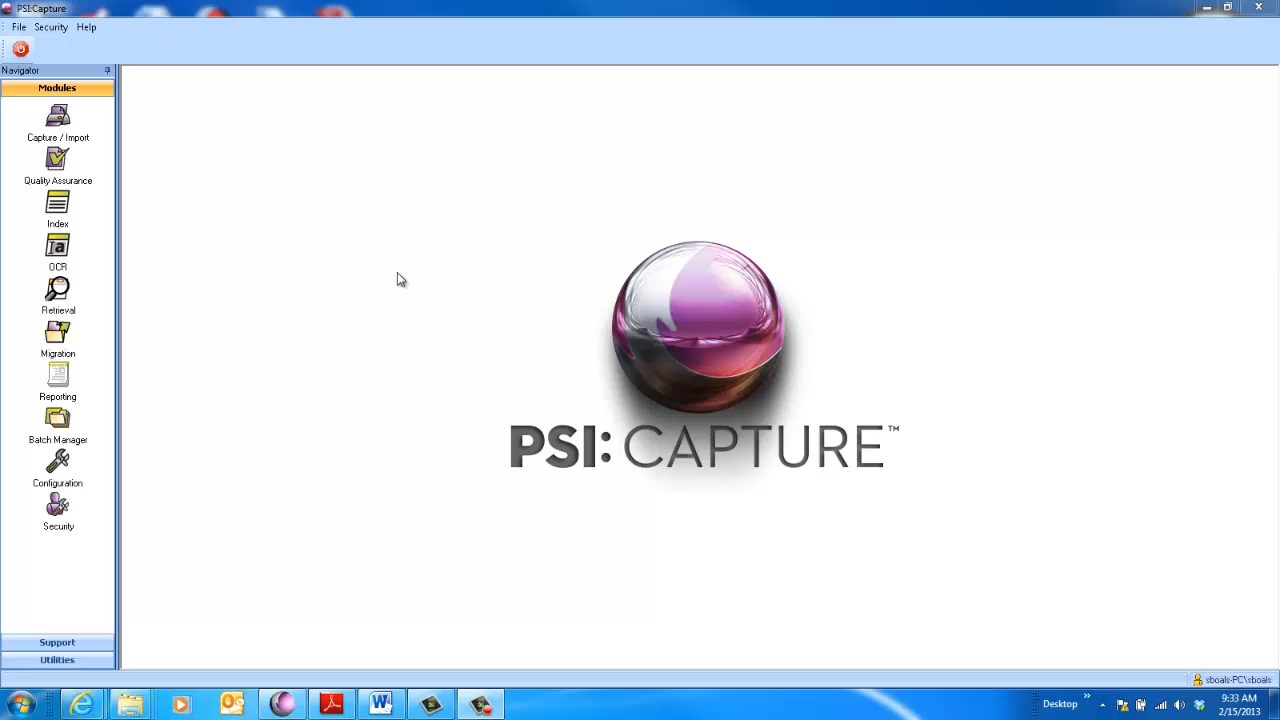 PSI:Capture
File Security Help
Navigator
Modules
Capture / Import
Quality Assurance
Index
OCR
Retrieval
Migration
Reporting
Batch Manager
Configuration
Security
Support
Utilities
PSI: CAPTURE™
sboals-PC\sboals
Desktop
9:33 AM
2/15/2013